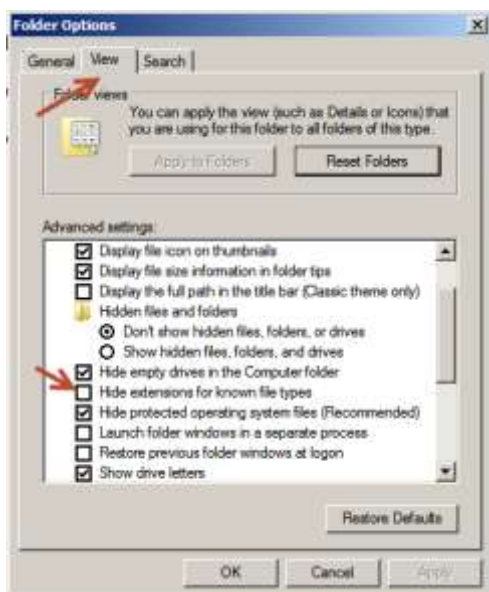 Folder Options
General View Search
Folder views
You can apply the view (such as Details or Icons) that
you are using for this folder to all folders of this type.
Apply to Folders Reset Folders
Advanced settings:
Display file icon on thumbnails
Display file size information in folder tips
Display the full path in the title bar (Classic theme only)
Hidden files and folders
Don't show hidden files, folders, or drives
Show hidden files, folders, and drives
Hide empty drives in the Computer folder
Hide extensions for known file types
Hide protected operating system files (Recommended)
Launch folder windows in a separate process
Restore previous folder windows at logon
Show drive letters
Restore Defaults
OK Cancel Apply